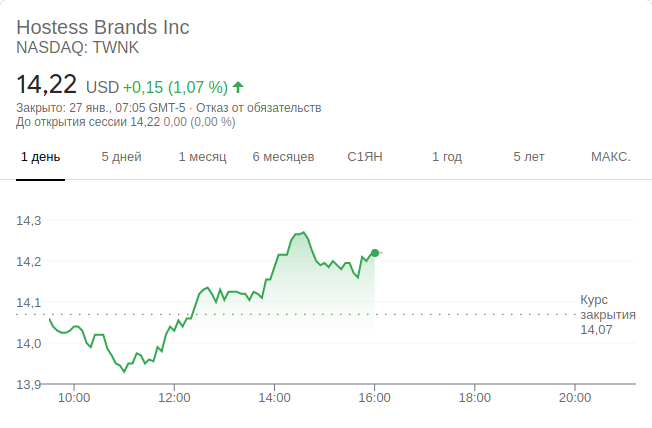 Hostess Brands Inc
NASDAQ: TWNK
14,22 USD +0,15 (1,07 %)
Закрыто: 27 янв., 07:05 GMT-5 · Отказ от обязательств
До открытия сессии 14,22 0,00 (0,00 %)
1 день 5 дней 1 месяц 6 месяцев С1ЯН 1 год 5 лет МАКС.
14,3
14,2
14,1
14,0
13,9
Курс
закрытия
14,07
10:00 12:00 14:00 16:00 18:00 20:00